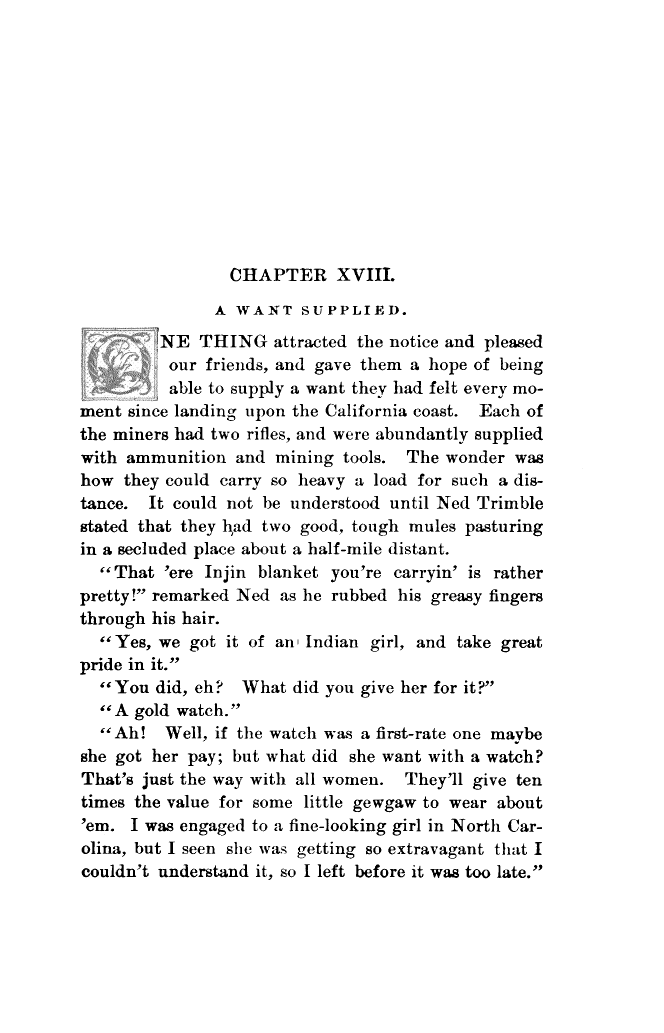 CHAPTER XVIII.
A WANT SUPPLIED.
ONE THING attracted the notice and pleased
our friends, and gave them a hope of being
able to supply a want they had felt every mo-
ment since landing upon the California coast. Each of
the miners had two rifles, and were abundantly supplied
with ammunition and mining tools. The wonder was
how they could carry so heavy a load for such a dis-
tance. It could not be understood until Ned Trimble
stated that they had two good, tough mules pasturing
in a secluded place about a half-mile distant.
“That ’ere Injin blanket you’re carryin’ is rather
pretty!” remarked Ned as he rubbed his greasy fingers
through his hair.
“Yes, we got it of an Indian girl, and take great
pride in it.”
“You did, eh? What did you give her for it?”
“A gold watch.”
“Ah! Well, if the watch was a first-rate one maybe
she got her pay; but what did she want with a watch?
That’s just the way with all women. They’ll give ten
times the value for some little gewgaw to wear about
’em. I was engaged to a fine-looking girl in North Car-
olina, but I seen she was getting so extravagant that I
couldn’t understand it, so I left before it was too late.”